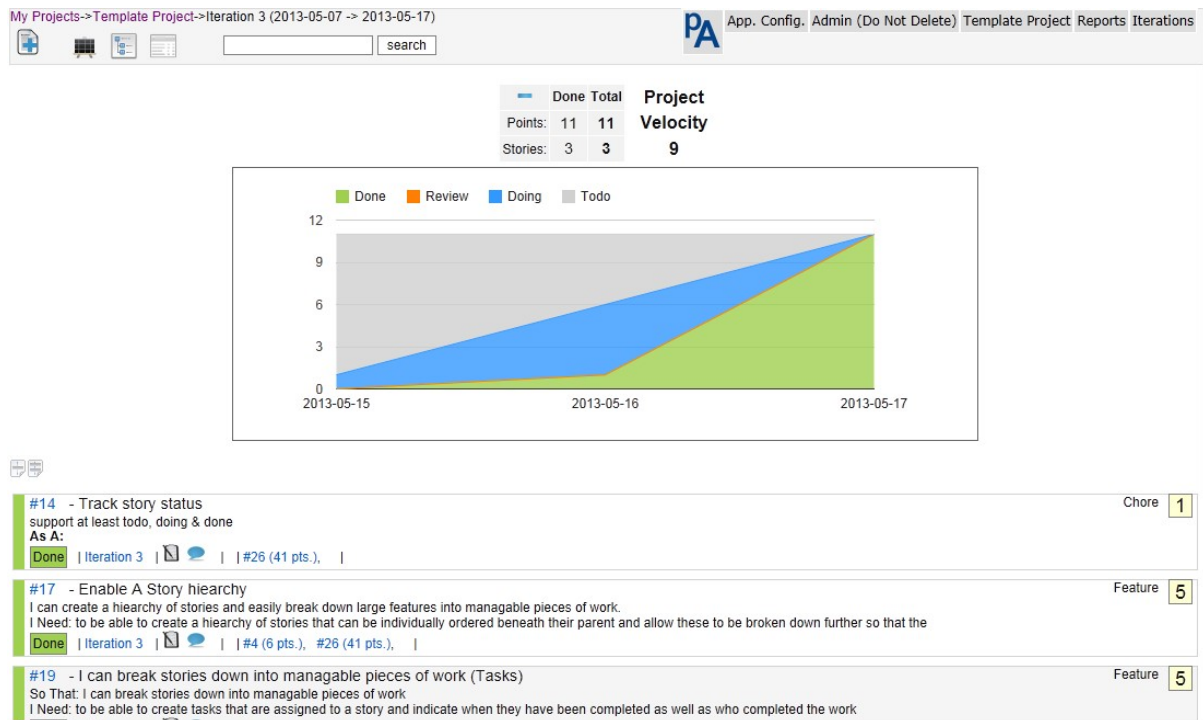 My Projects->Template Project->Iteration 3 (2013-05-07 -> 2013-05-17)
PA App. Config. Admin (Do Not Delete) Template Project Reports Iterations
search
Done Total Project
Points: 11 11 Velocity
Stories: 3 3 9
Done Review Doing Todo
12
9
6
3
0
2013-05-15 2013-05-16 2013-05-17
#14 - Track story status Chore 1
support at least todo, doing & done
As A:
Done | Iteration 3 | | | #26 (41 pts.), |
#17 - Enable A Story hiearchy Feature 5
I can create a hiearchy of stories and easily break down large features into managable pieces of work.
I Need: to be able to create a hiearchy of stories that can be individually ordered beneath their parent and allow these to be broken down further so that the
Done | Iteration 3 | | | #4 (6 pts.), #26 (41 pts.), |
#19 - I can break stories down into managable pieces of work (Tasks) Feature 5
So That: I can break stories down into managable pieces of work
I Need: to be able to create tasks that are assigned to a story and indicate when they have been completed as well as who completed the work